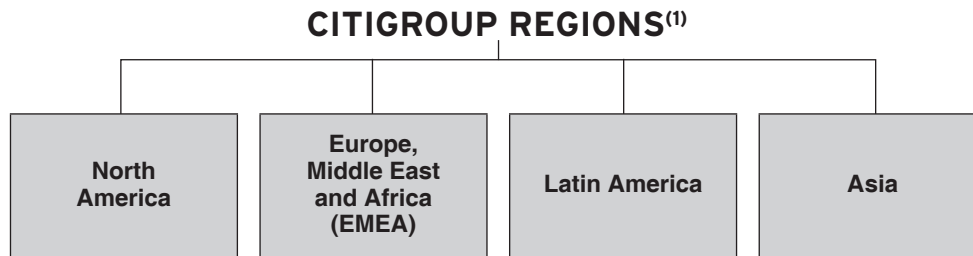 CITIGROUP REGIONS(1)
North
America
Europe,
Middle East
and Africa
(EMEA)
Latin America
Asia